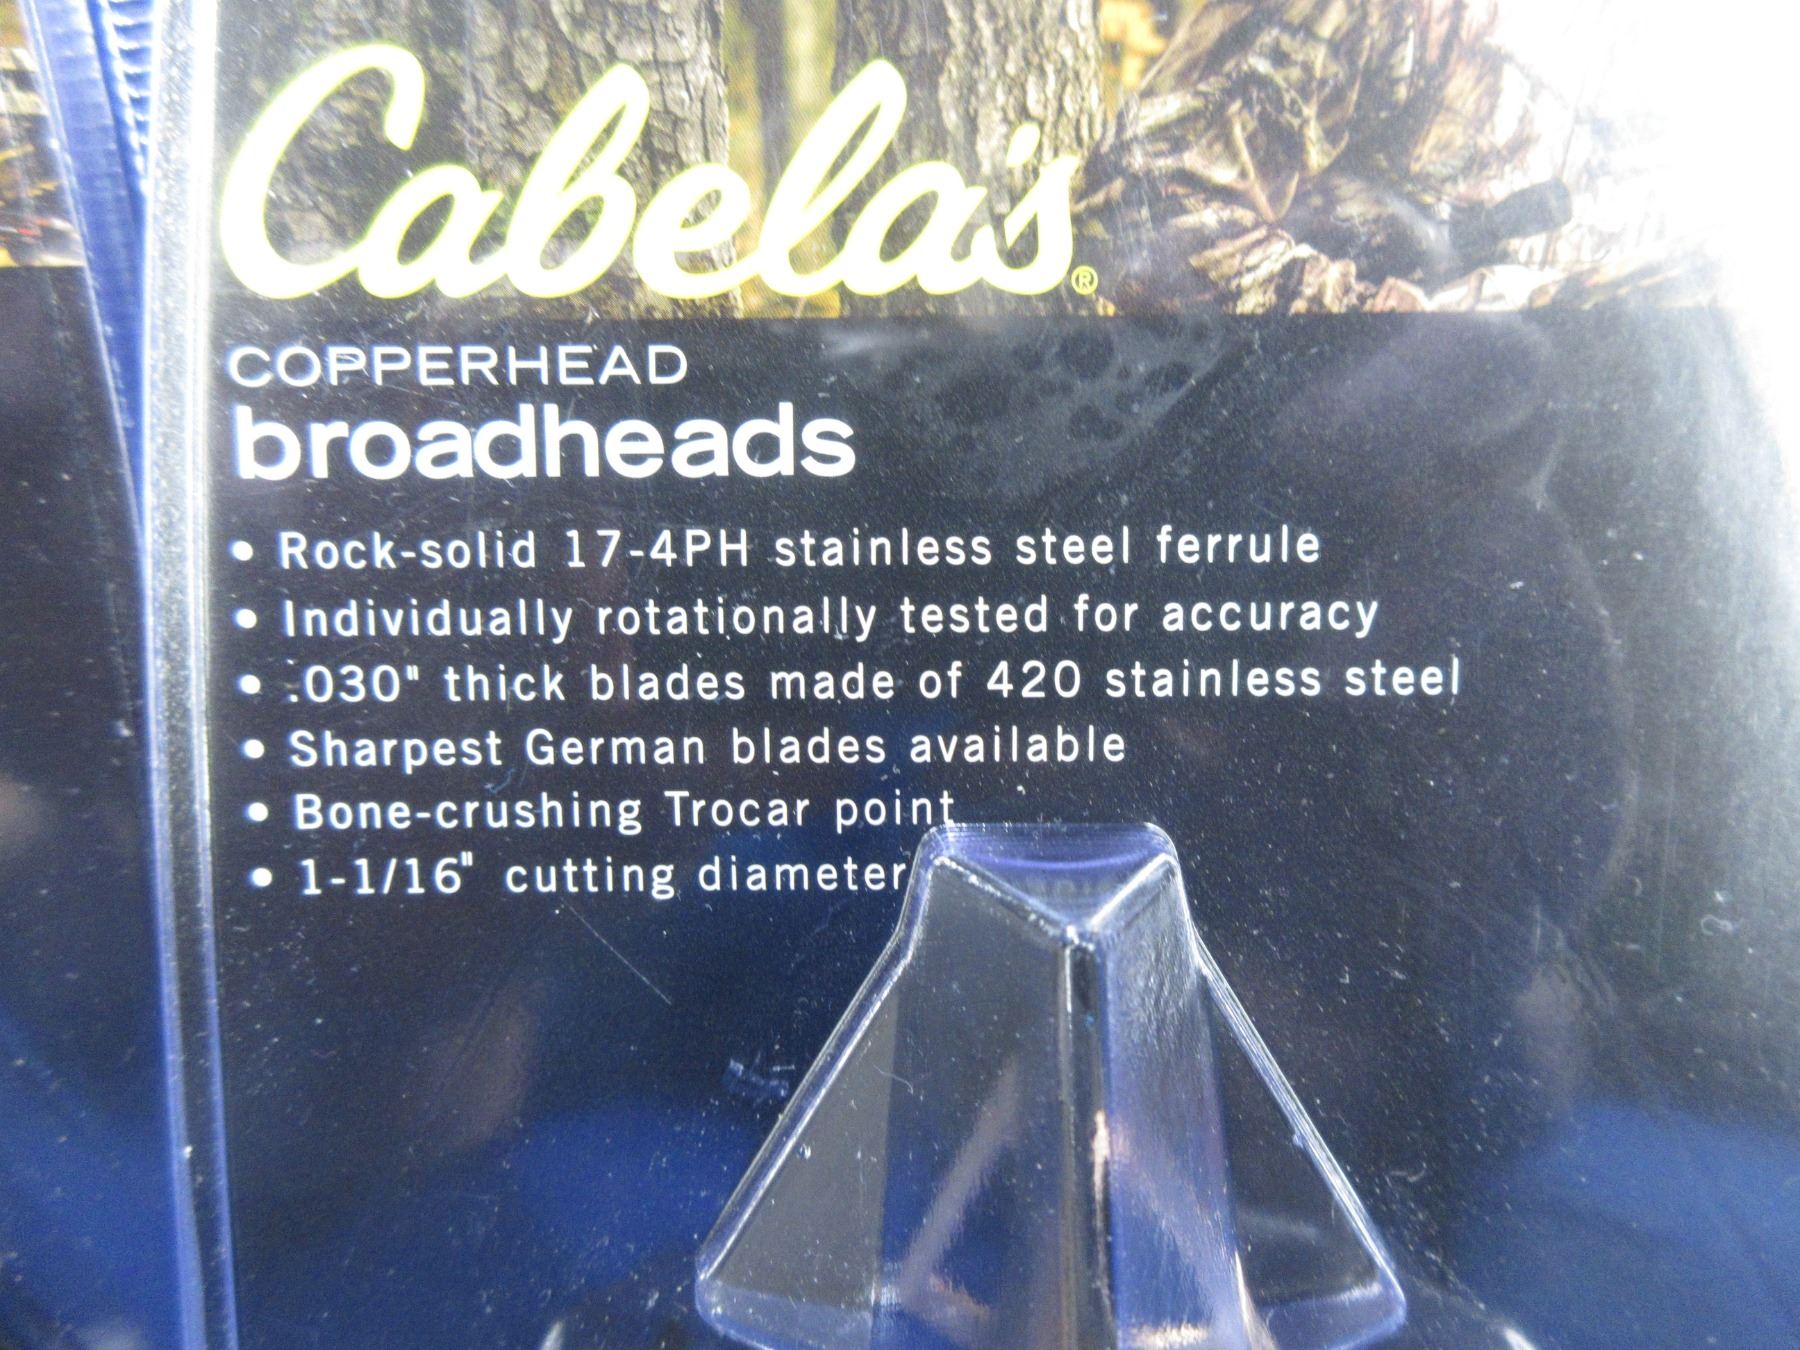 Cabela's®
COPPERHEAD
broadheads
• Rock-solid 17-4PH stainless steel ferrule
• Individually rotationally tested for accuracy
• .030" thick blades made of 420 stainless steel
• Sharpest German blades available
• Bone-crushing Trocar point
• 1-1/16" cutting diameter